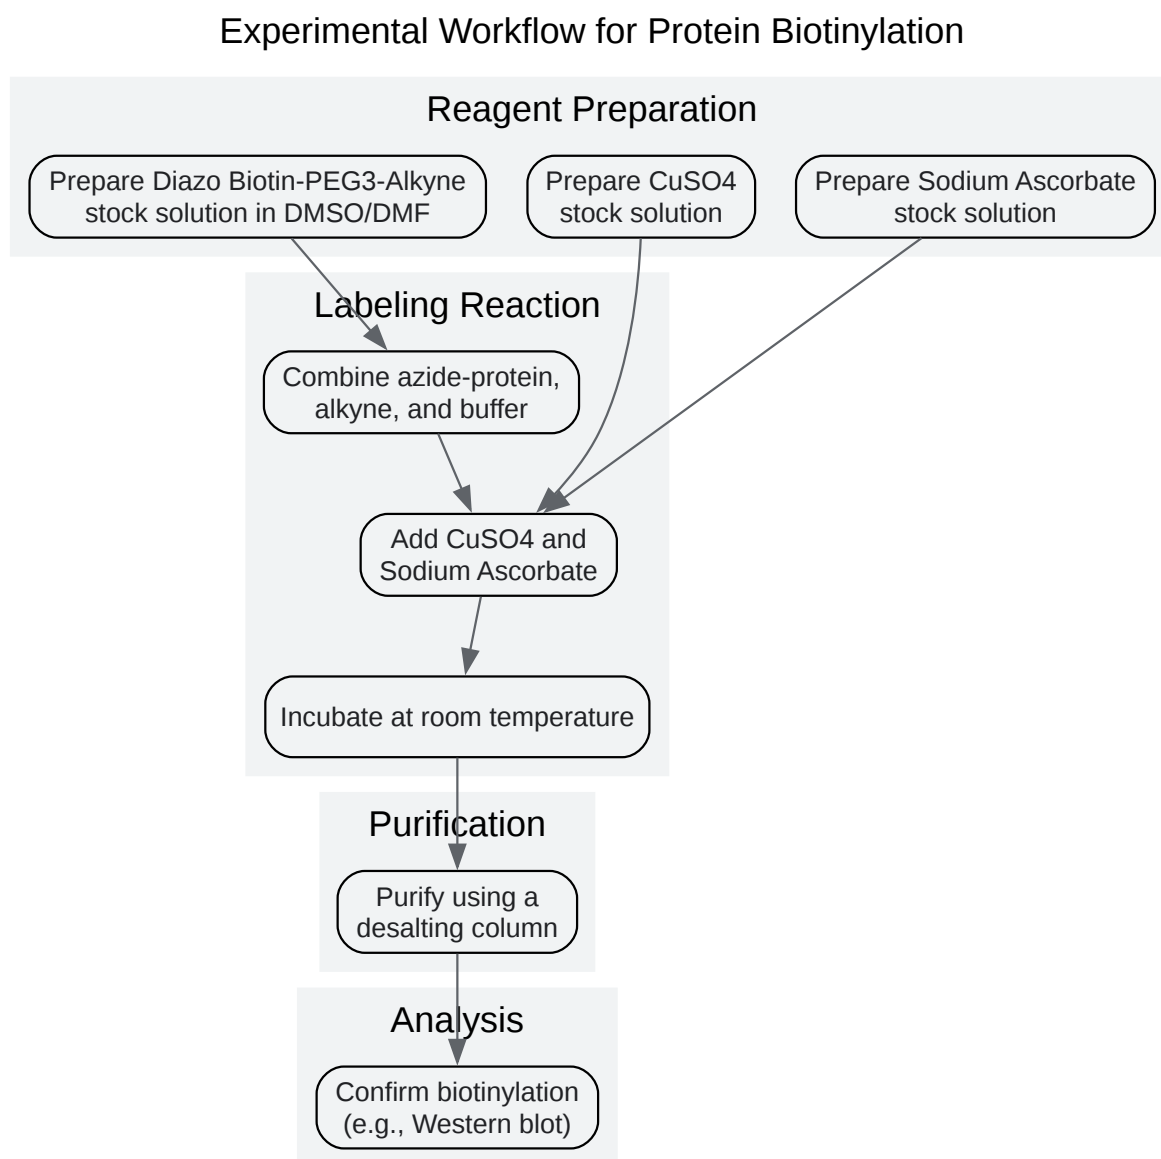 Experimental Workflow for Protein Biotinylation
Reagent Preparation
Prepare Diazo Biotin-PEG3-Alkyne
stock solution in DMSO/DMF
Prepare CuSO4
stock solution
Prepare Sodium Ascorbate
stock solution
Labeling Reaction
Combine azide-protein,
alkyne, and buffer
Add CuSO4 and
Sodium Ascorbate
Incubate at room temperature
Purification
Purify using a
desalting column
Analysis
Confirm biotinylation
(e.g., Western blot)